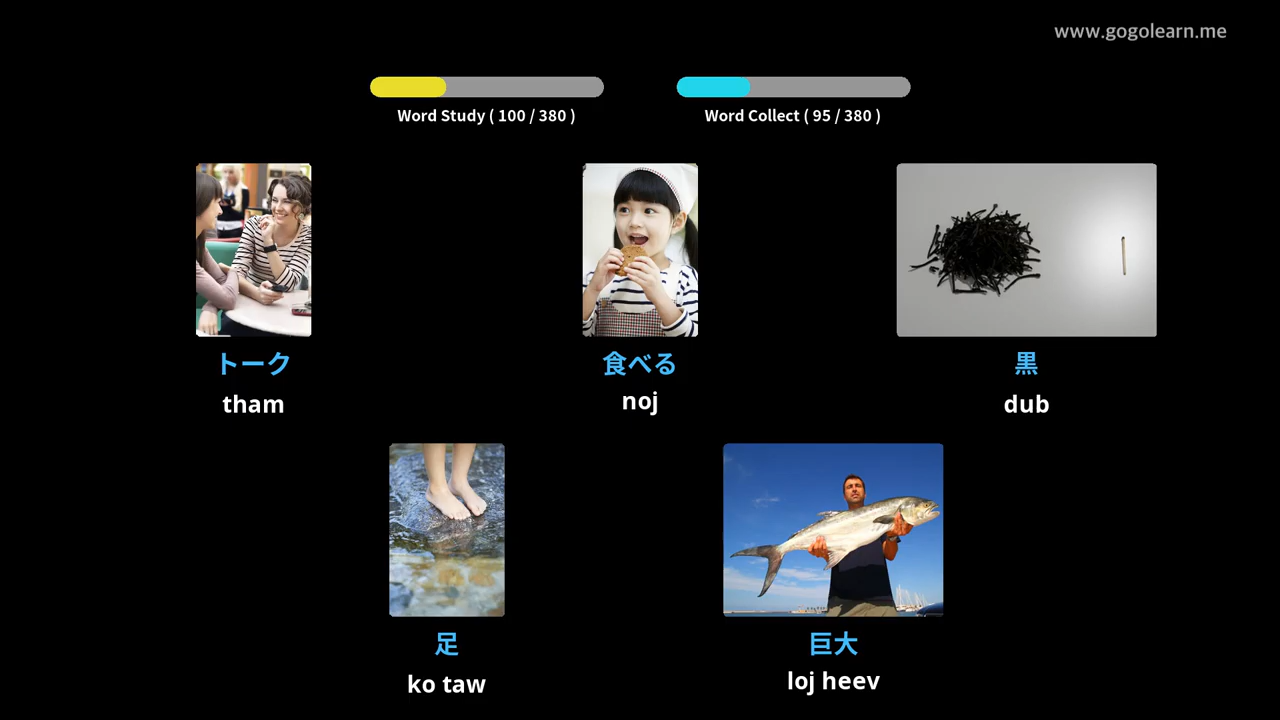 www.gogolearn.me
Word Study ( 100 / 380 )
Word Collect ( 95 / 380 )
トーク
tham
食べる
noj
黒
dub
足
ko taw
巨大
loj heev